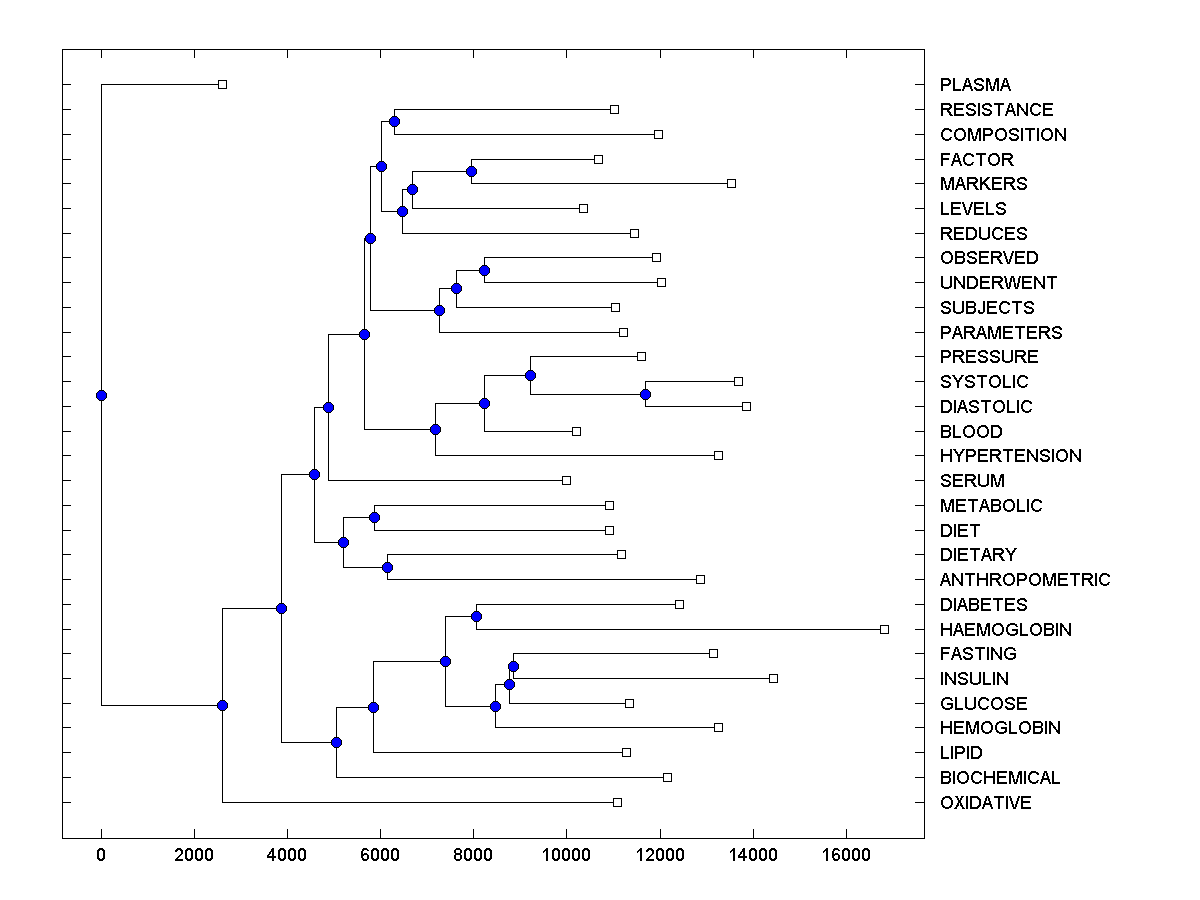 PLASMA
RESISTANCE
COMPOSITION
FACTOR
MARKERS
LEVELS
REDUCES
OBSERVED
UNDERWENT
SUBJECTS
PARAMETERS
PRESSURE
SYSTOLIC
DIASTOLIC
BLOOD
HYPERTENSION
SERUM
METABOLIC
DIET
DIETARY
ANTHROPOMETRIC
DIABETES
HAEMOGLOBIN
FASTING
INSULIN
GLUCOSE
HEMOGLOBIN
LIPID
BIOCHEMICAL
OXIDATIVE
0 2000 4000 6000 8000 10000 12000 14000 16000